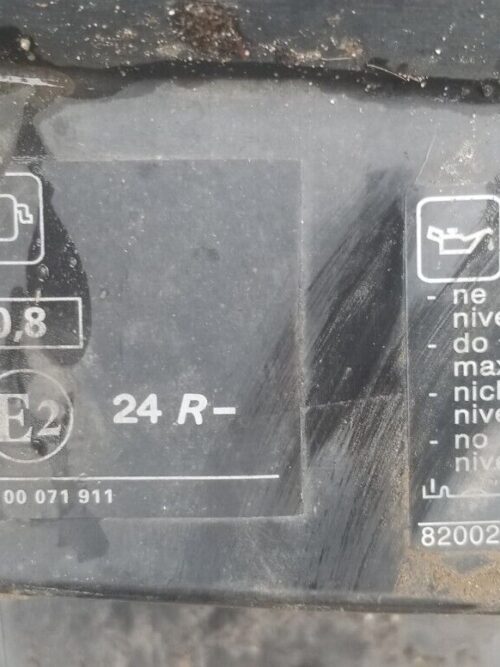 0,8
E2
24 R-
00 071 911
- ne
nive
- do
max
- nich
nive
- no
nive
82002